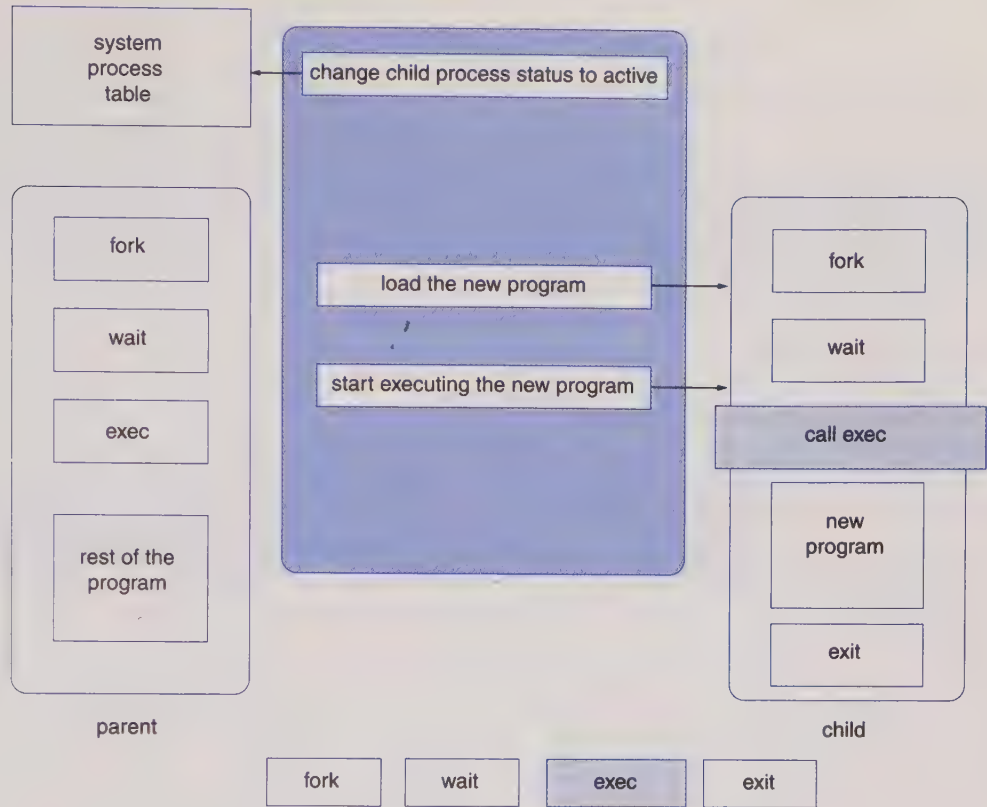 system
process
table
change child process status to active
fork
wait
exec
rest of the
program
parent
load the new program
start executing the new program
fork
wait
call exec
new
program
exit
child
fork
wait
exec
exit